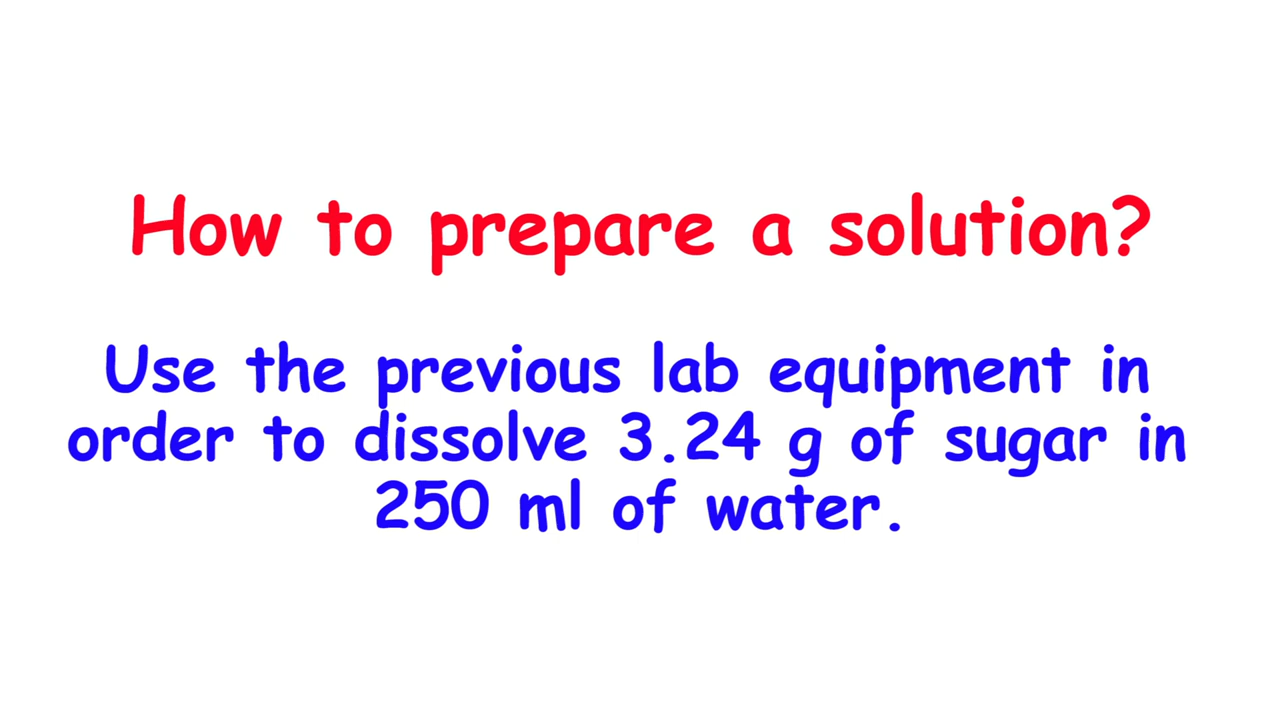 How to prepare a solution?
Use the previous lab equipment in
order to dissolve 3.24 g of sugar in
250 ml of water.